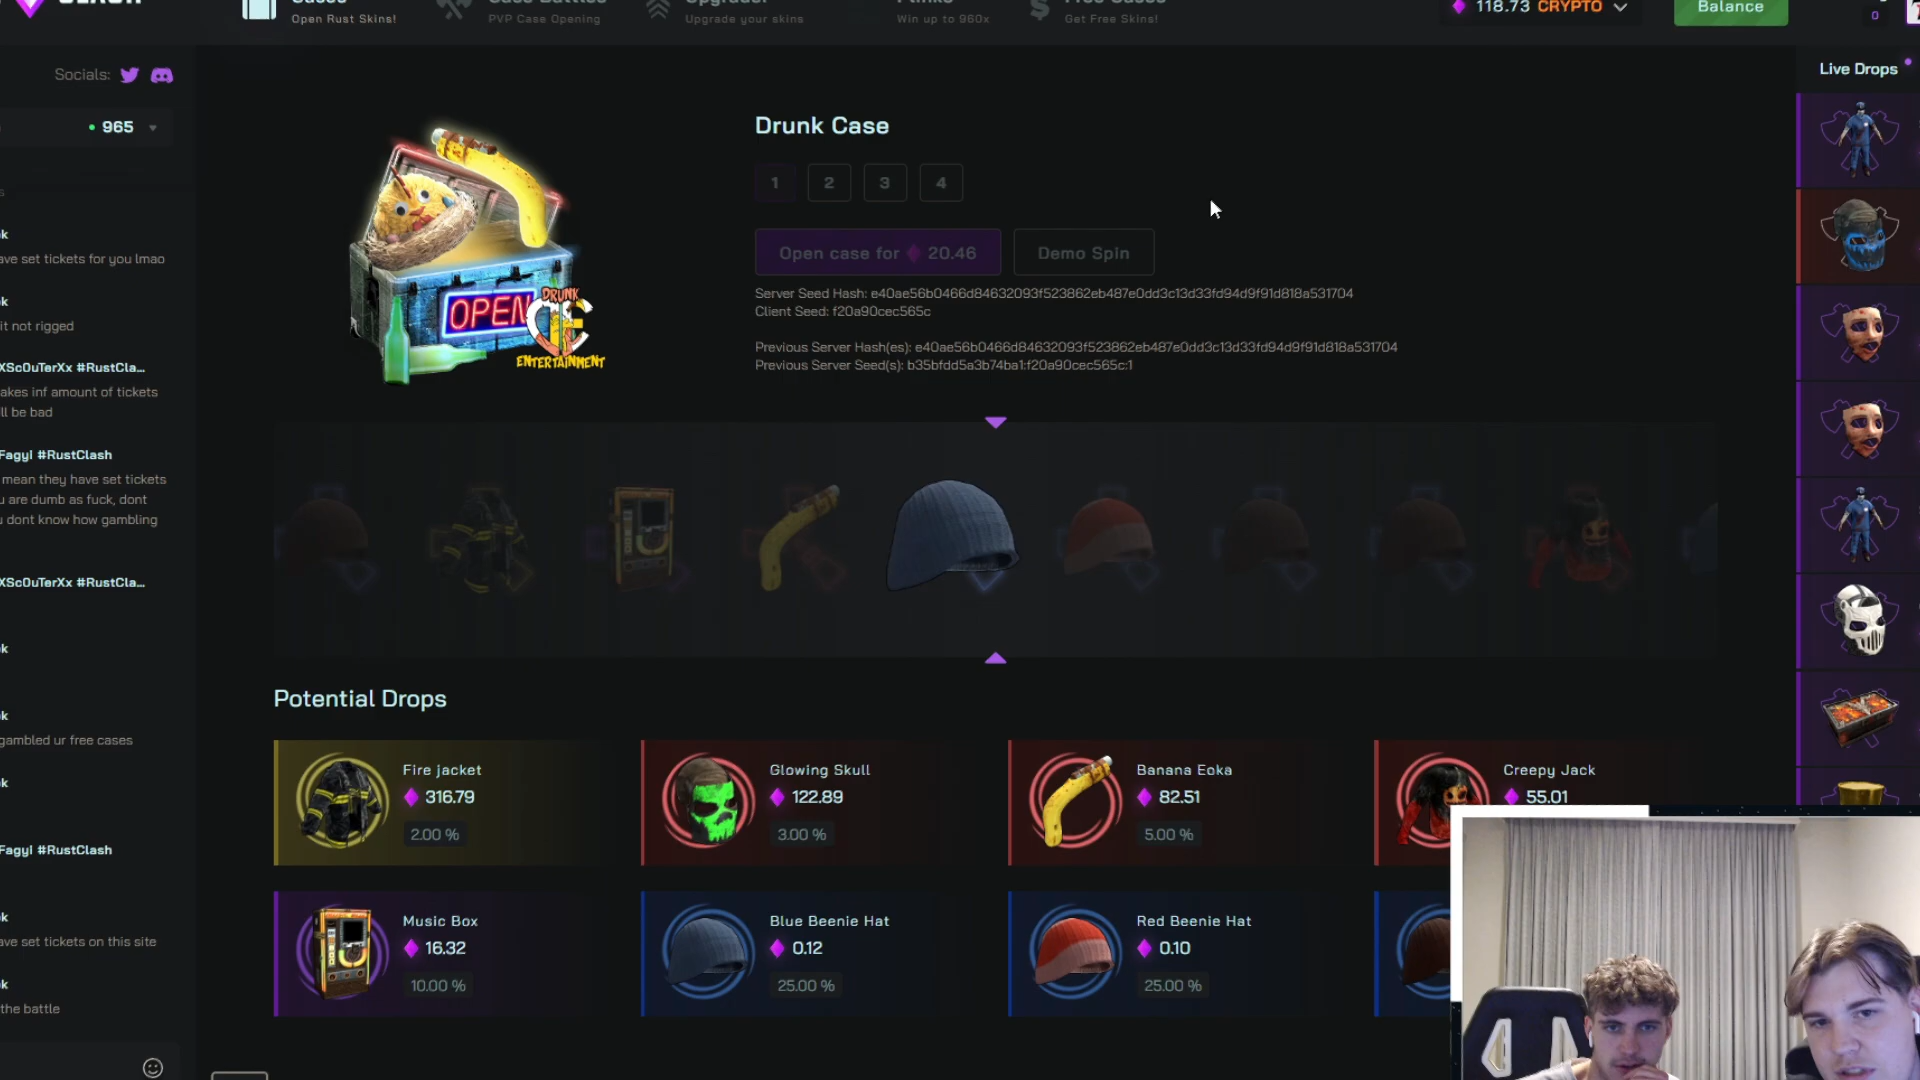 Open Rust Skins!
PVP Case Opening
Upgrade your skins
Win up to 960x
Get Free Skins!
118.73 CRYPTO
Balance
0
Socials:
Live Drops
965
Drunk Case
1
2
3
4
Open case for 20.46
Demo Spin
Server Seed Hash: e40ae56b0466d84632093f523862eb487e0dd3c13d33fd94d9f91d818a531704
Client Seed: f20a90cec565c
Previous Server Hash(es): e40ae56b0466d84632093f523862eb487e0dd3c13d33fd94d9f91d818a531704
Previous Server Seed(s): b35bfdd5a3b74ba1:f20a90cec565c:1
OPEN
DRUNK
ENTERTAINMENT
k
ave set tickets for you lmao
k
it not rigged
XScOuTerXx #RustCla...
akes inf amount of tickets
ll be bad
Fagyl #RustClash
mean they have set tickets
u are dumb as fuck, dont
u dont know how gambling
XScOuTerXx #RustCla...
k
k
gambled ur free cases
k
Fagyl #RustClash
k
ave set tickets on this site
k
the battle
Potential Drops
Fire jacket
316.79
2.00 %
Glowing Skull
122.89
3.00 %
Banana Eoka
82.51
5.00 %
Creepy Jack
55.01
Music Box
16.32
10.00 %
Blue Beenie Hat
0.12
25.00 %
Red Beenie Hat
0.10
25.00 %